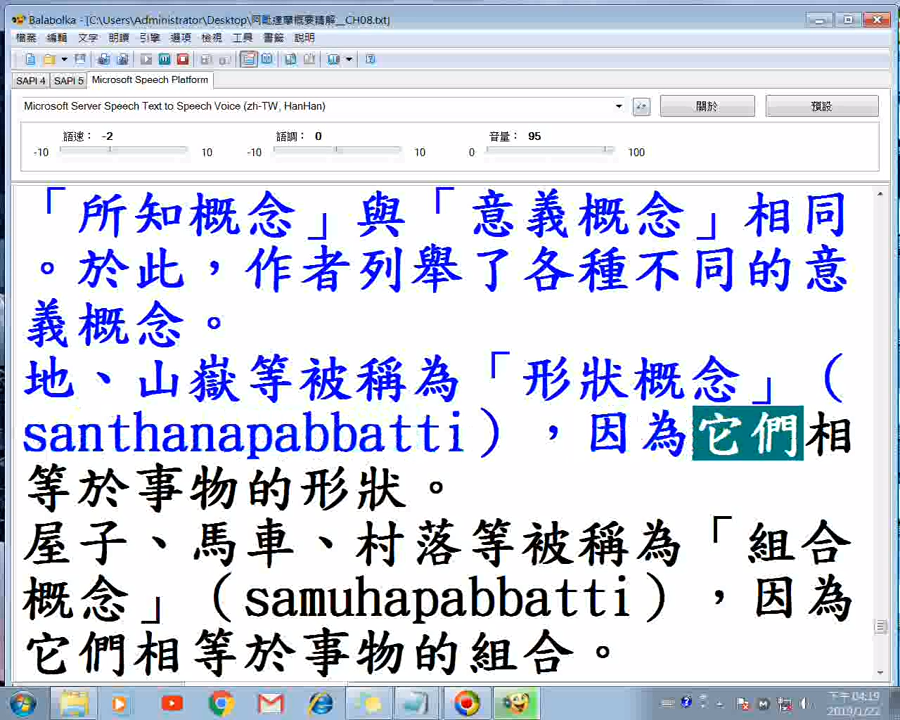 Balabolka - [C:\Users\Administrator\Desktop\阿毗達摩概要精解__CH08.txt]
檔案 編輯 文字 朗讀 引擎 選項 檢視 工具 書籤 說明
SAPI 4 SAPI 5 Microsoft Speech Platform
Microsoft Server Speech Text to Speech Voice (zh-TW, HanHan) 關於 預設
語速： -2 語調： 0 音量： 95
-10 10 -10 10 0 100
「所知概念」與「意義概念」相同
。於此，作者列舉了各種不同的意
義概念。
地、山嶽等被稱為「形狀概念」（
santhanapabbatti），因為它們相
等於事物的形狀。
屋子、馬車、村落等被稱為「組合
概念」（samuhapabbatti），因為
它們相等於事物的組合。
下午 04:19
2019/1/22